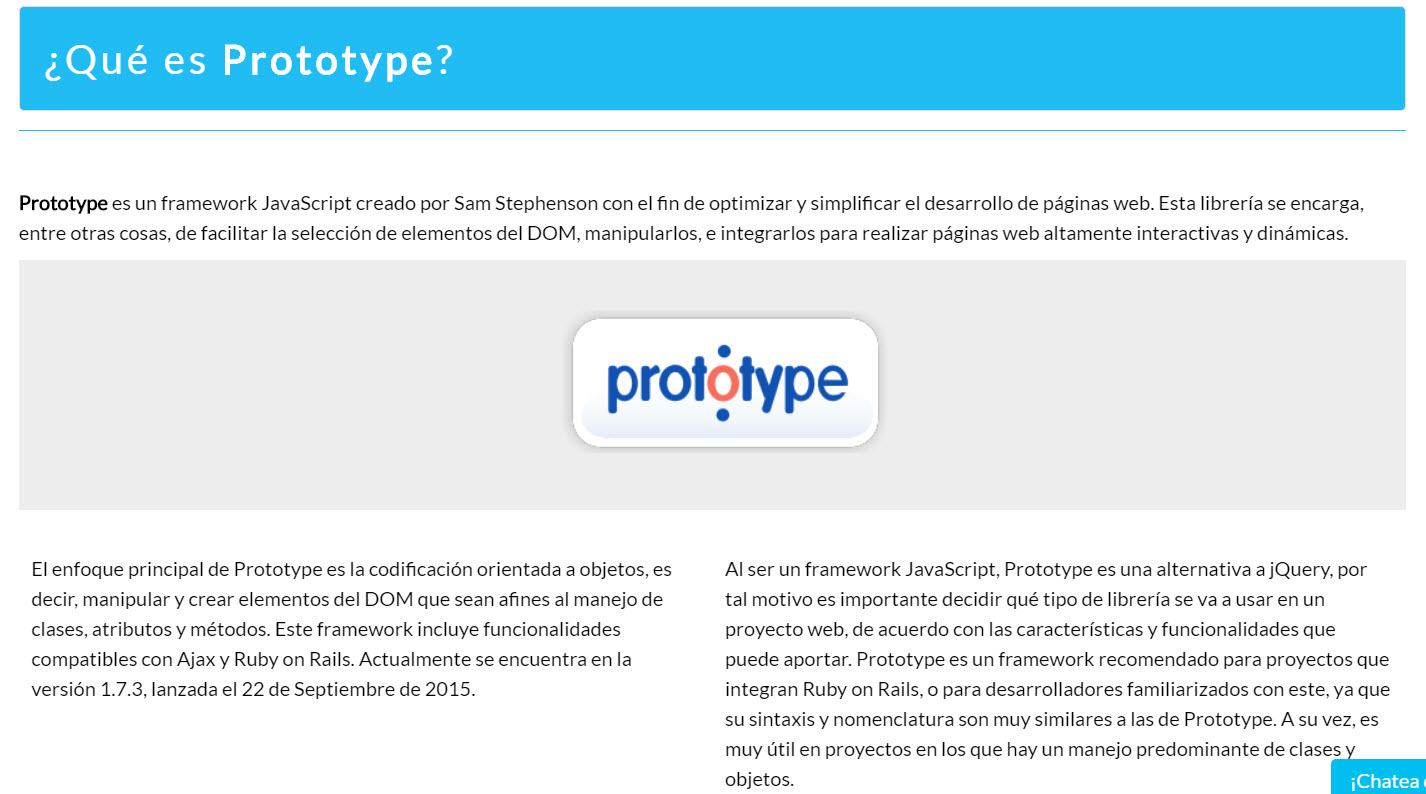 ¿Qué es Prototype?
Prototype es un framework JavaScript creado por Sam Stephenson con el fin de optimizar y simplificar el desarrollo de páginas web. Esta librería se encarga,
entre otras cosas, de facilitar la selección de elementos del DOM, manipularlos, e integrarlos para realizar páginas web altamente interactivas y dinámicas.
prototype
El enfoque principal de Prototype es la codificación orientada a objetos, es
decir, manipular y crear elementos del DOM que sean afines al manejo de
clases, atributos y métodos. Este framework incluye funcionalidades
compatibles con Ajax y Ruby on Rails. Actualmente se encuentra en la
versión 1.7.3, lanzada el 22 de Septiembre de 2015.
Al ser un framework JavaScript, Prototype es una alternativa a jQuery, por
tal motivo es importante decidir qué tipo de librería se va a usar en un
proyecto web, de acuerdo con las características y funcionalidades que
puede aportar. Prototype es un framework recomendado para proyectos que
integran Ruby on Rails, o para desarrolladores familiarizados con este, ya que
su sintaxis y nomenclatura son muy similares a las de Prototype. A su vez, es
muy útil en proyectos en los que hay un manejo predominante de clases y
objetos.
¡Chatea